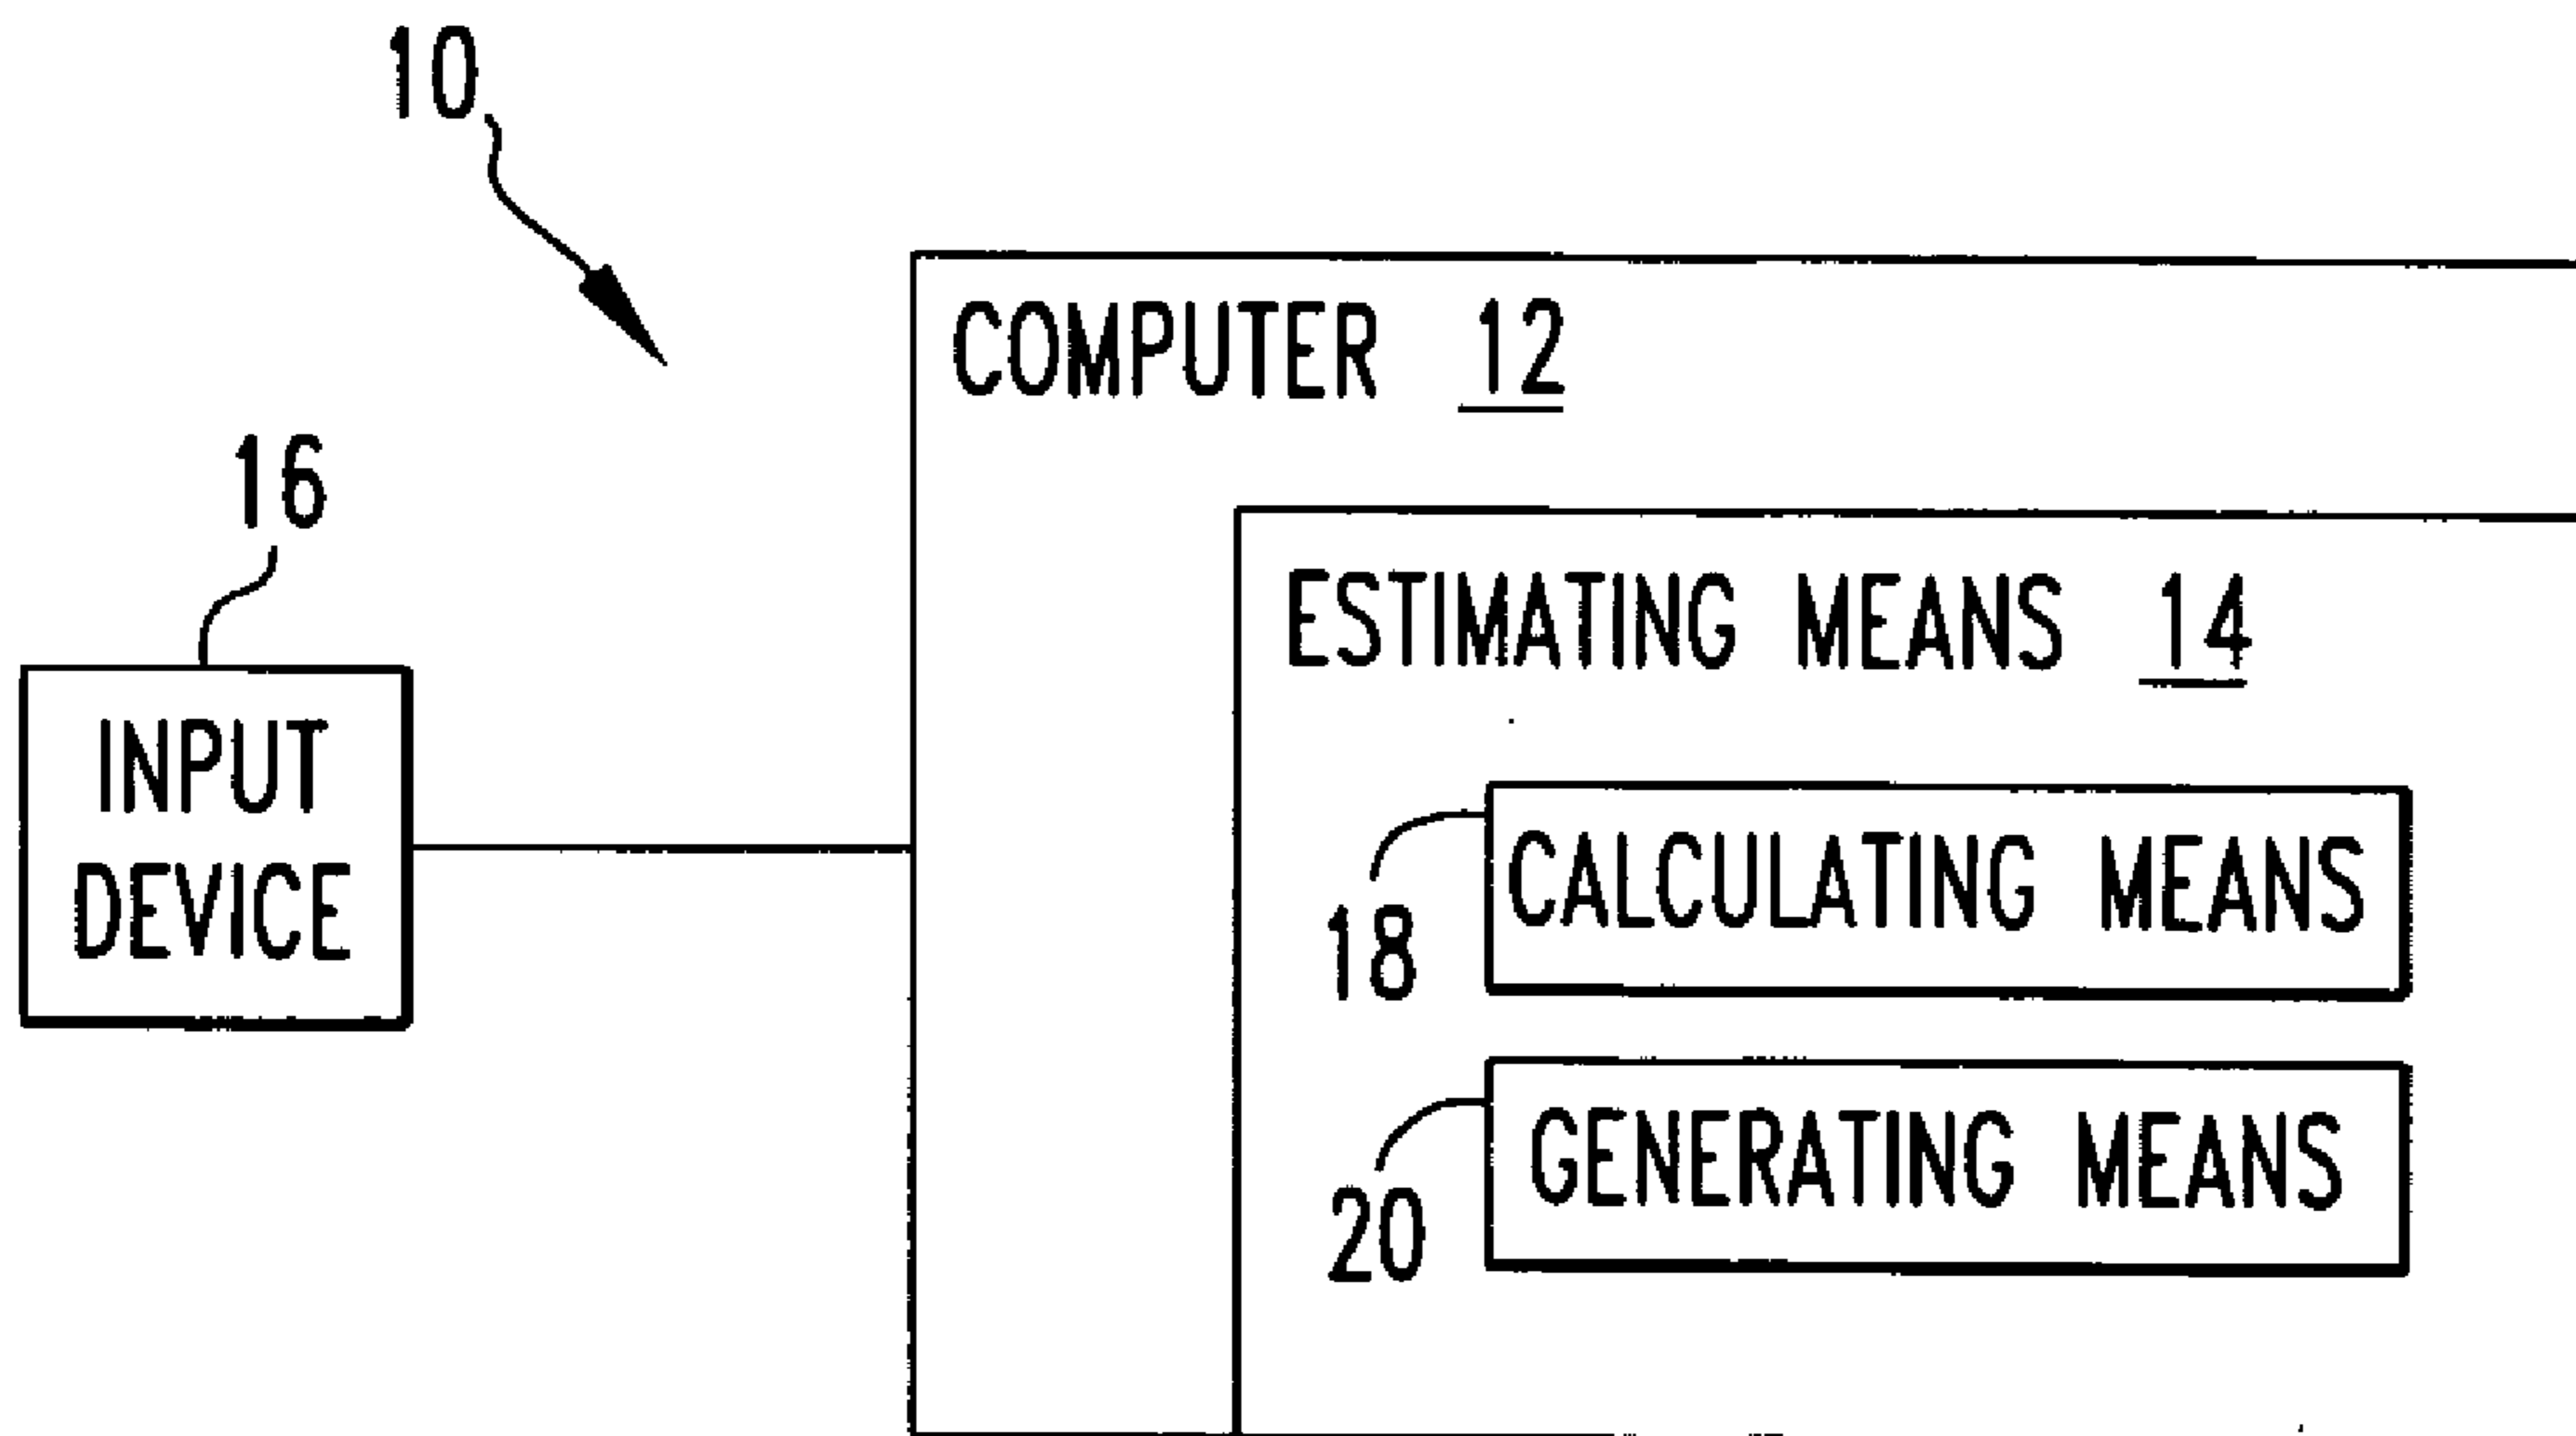 10
COMPUTER 12
16
ESTIMATING MEANS 14
INPUT
DEVICE
CALCULATING MEANS
18
GENERATING MEANS
20